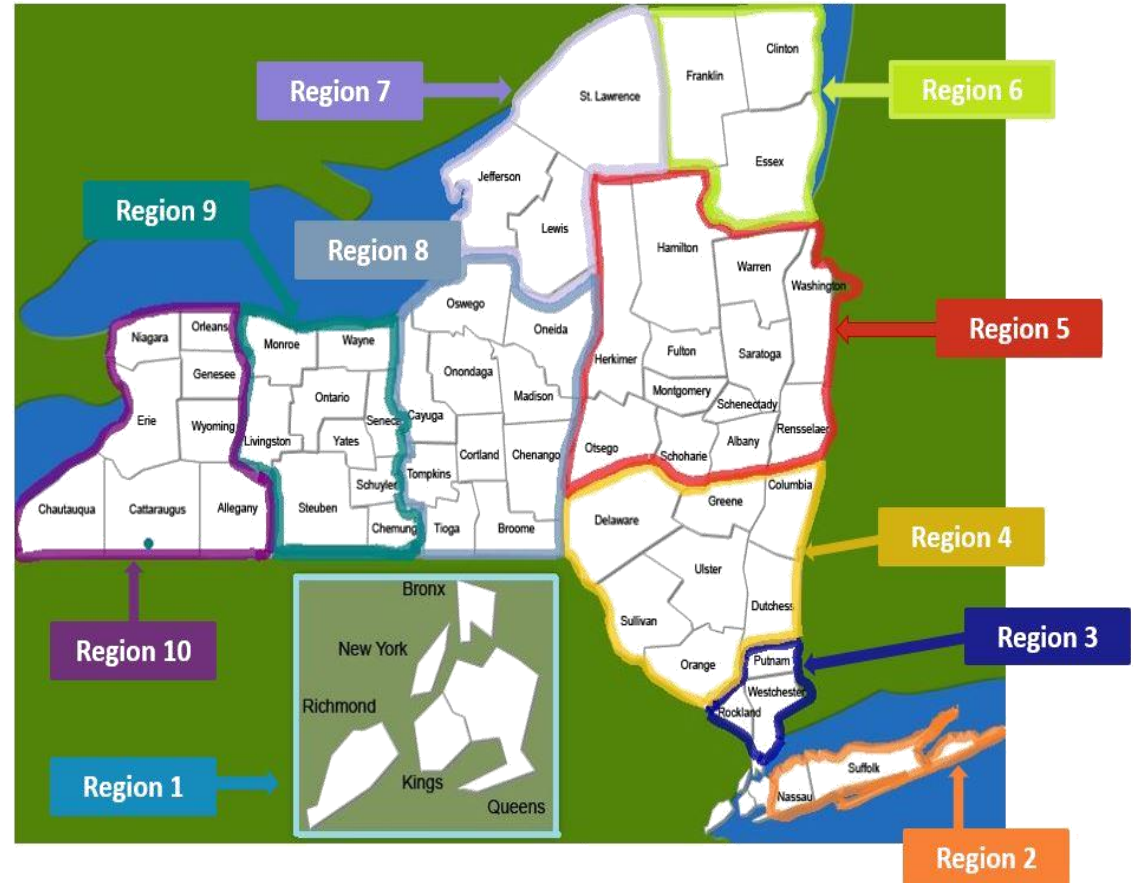 Clinton
Franklin
Region 7
Region 6
St. Lawrence
Essex
Jefferson
Region 9
Lewis
Region 8
Hamilton
Warren
Washington
Oswego
Oneida
Region 5
Niagara
Orleans
Monroe
Wayne
Herkimer
Fulton
Saratoga
Onondaga
Genesee
Montgomery
Ontario
Madison
Schenectady
Cayuga
Erie
Wyoming
Seneca
Livingston
Yates
Otsego
Schoharie
Albany
Rensselaer
Cortland
Chenango
Tompkins
Schuyler
Columbia
Greene
Chautauqua
Cattaraugus
Allegany
Steuben
Chemung
Tioga
Broome
Delaware
Region 4
Ulster
Dutchess
Sullivan
Bronx
Region 10
New York
Orange
Putnam
Region 3
Westchester
Richmond
Rockland
Region 1
Kings
Queens
Suffolk
Nassau
Region 2